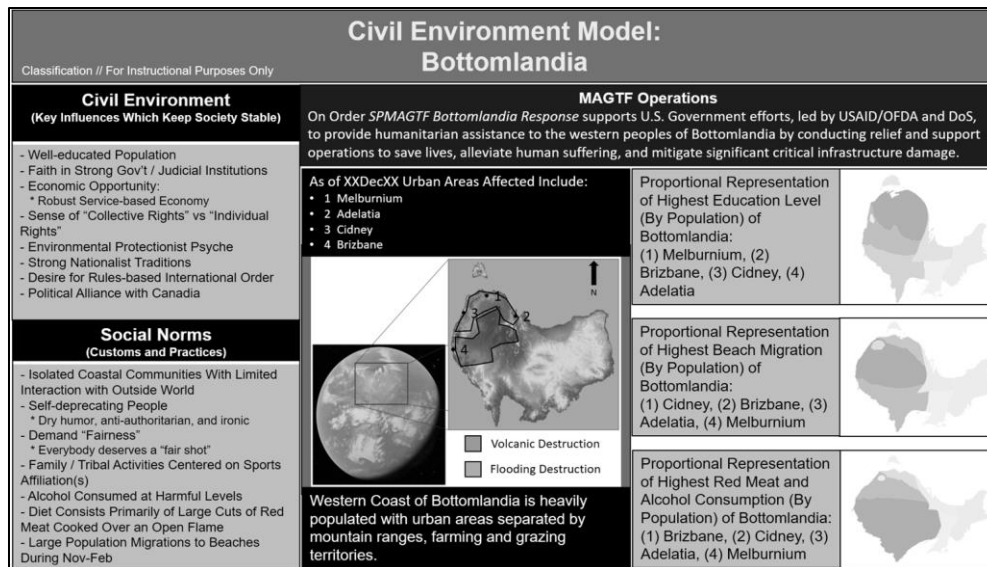 Civil Environment Model:
Bottomlandia
Classification // For Instructional Purposes Only
Civil Environment
(Key Influences Which Keep Society Stable)
- Well-educated Population
- Faith in Strong Gov't / Judicial Institutions
- Economic Opportunity:
* Robust Service-based Economy
- Sense of "Collective Rights" vs "Individual
Rights"
- Environmental Protectionist Psyche
- Strong Nationalist Traditions
- Desire for Rules-based International Order
- Political Alliance with Canada
Social Norms
(Customs and Practices)
- Isolated Coastal Communities With Limited
Interaction with Outside World
- Self-deprecating People
* Dry humor, anti-authoritarian, and ironic
- Demand "Fairness"
* Everybody deserves a "fair shot"
- Family / Tribal Activities Centered on Sports
Affiliation(s)
- Alcohol Consumed at Harmful Levels
- Diet Consists Primarily of Large Cuts of Red
Meat Cooked Over an Open Flame
- Large Population Migrations to Beaches
During Nov-Feb
MAGTF Operations
On Order SPMAGTF Bottomlandia Response supports U.S. Government efforts, led by USAID/OFDA and DoS,
to provide humanitarian assistance to the western peoples of Bottomlandia by conducting relief and support
operations to save lives, alleviate human suffering, and mitigate significant critical infrastructure damage.
As of XXDecXX Urban Areas Affected Include:
• 1 Melburnium
• 2 Adelatia
• 3 Cidney
• 4 Brizbane
N
1
3
2
4
Volcanic Destruction
Flooding Destruction
Western Coast of Bottomlandia is heavily
populated with urban areas separated by
mountain ranges, farming and grazing
territories.
Proportional Representation
of Highest Education Level
(By Population) of
Bottomlandia:
(1) Melburnium, (2)
Brizbane, (3) Cidney, (4)
Adelatia
Proportional Representation
of Highest Beach Migration
(By Population) of
Bottomlandia:
(1) Cidney, (2) Brizbane, (3)
Adelatia, (4) Melburnium
Proportional Representation
of Highest Red Meat and
Alcohol Consumption (By
Population) of Bottomlandia:
(1) Brizbane, (2) Cidney, (3)
Adelatia, (4) Melburnium